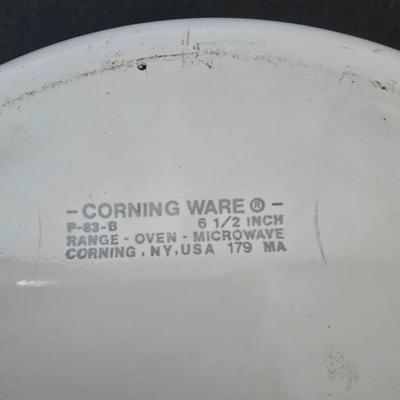 - CORNING WARE ® -
P-83-B 6 1/2 INCH
RANGE - OVEN - MICROWAVE
CORNING, NY, USA 179 MA